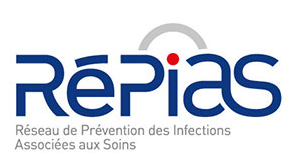 RéPias
Réseau de Prévention des Infections
Associées aux Soins